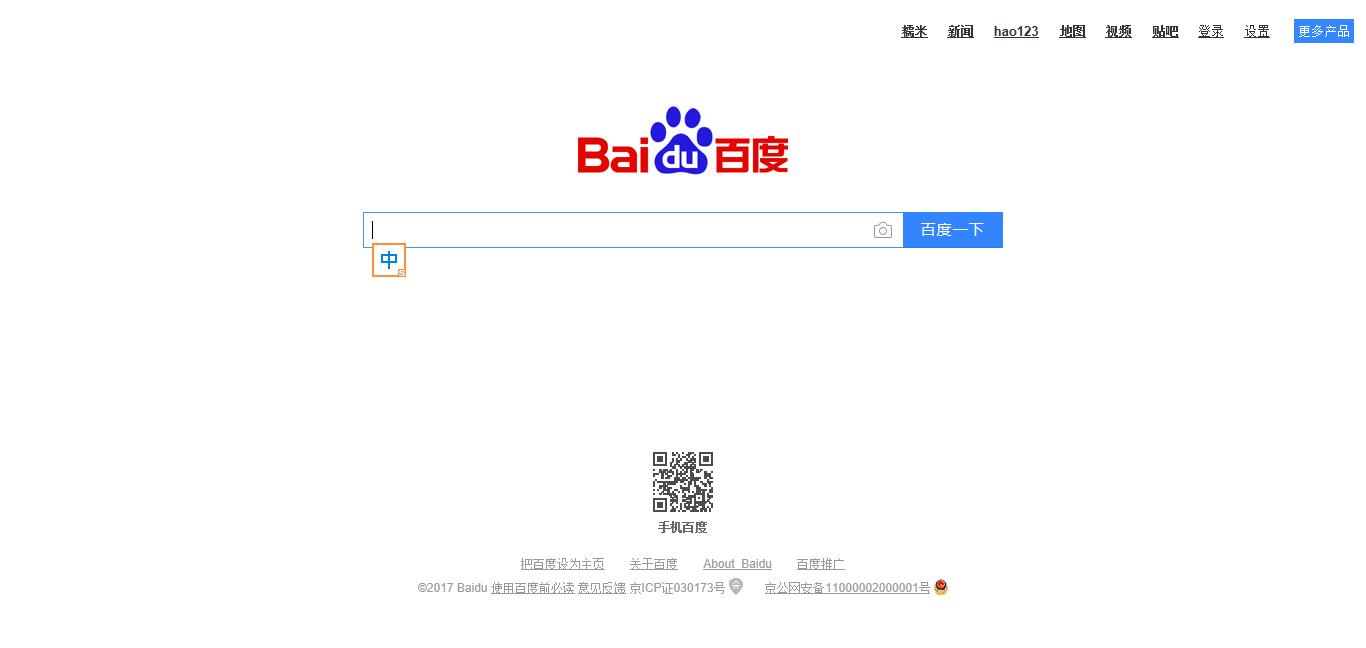 糯米 新闻 hao123 地图 视频 贴吧 登录 设置 更多产品
Bai du 百度
百度一下
中
S
手机百度
把百度设为主页 关于百度 About Baidu 百度推广
©2017 Baidu 使用百度前必读 意见反馈 京ICP证030173号 京公网安备11000002000001号